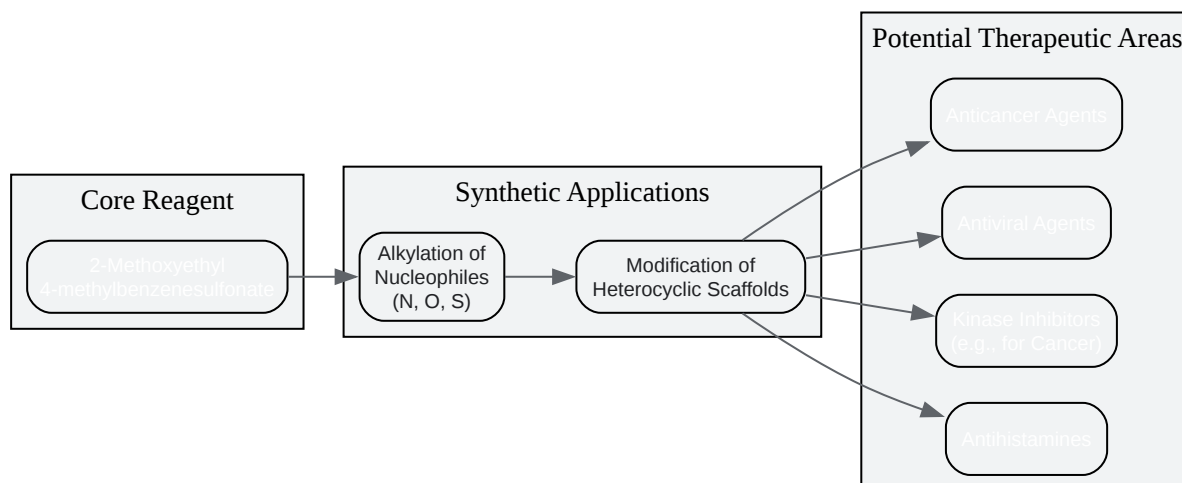 Core Reagent
2-Methoxyethyl
4-methylbenzenesulfonate
Synthetic Applications
Alkylation of
Nucleophiles
(N, O, S)
Modification of
Heterocyclic Scaffolds
Potential Therapeutic Areas
Anticancer Agents
Antiviral Agents
Kinase Inhibitors
(e.g., for Cancer)
Antihistamines